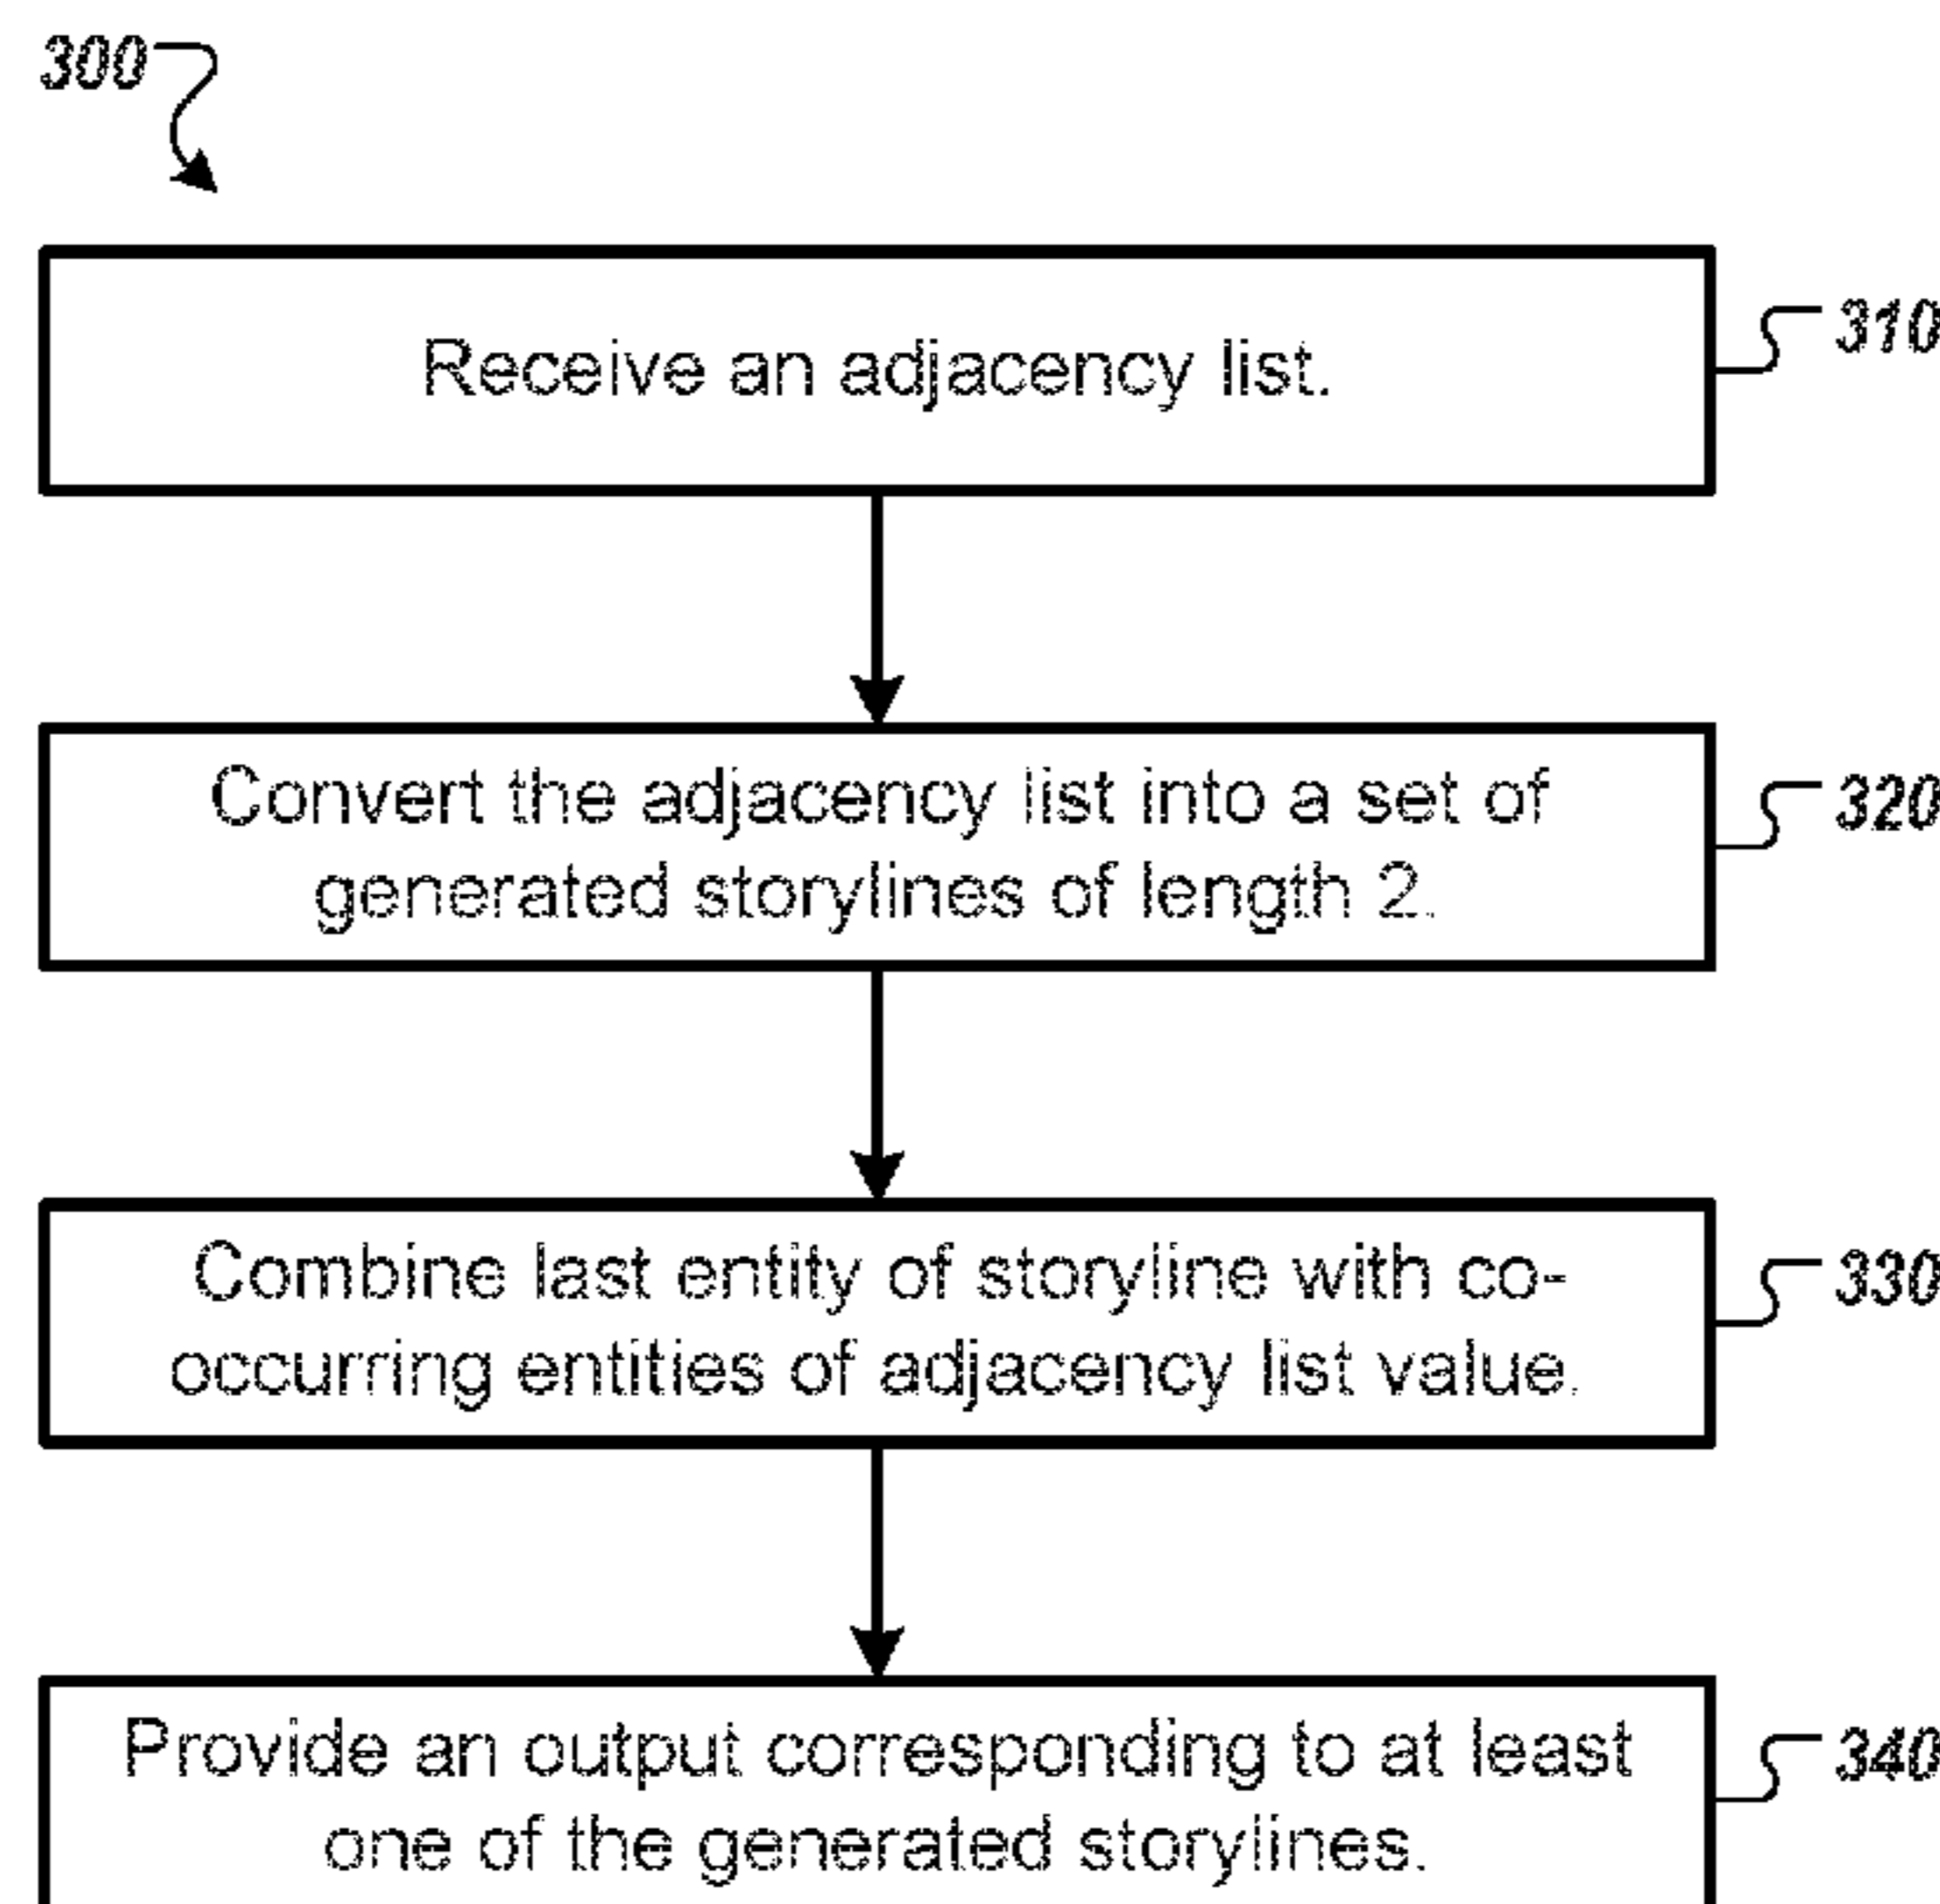 300
Receive an adjacency list.
310
Convert the adjacency list into a set of
generated storylines of length 2.
320
Combine last entity of storyline with co-
occurring entities of adjacency list value.
330
Provide an output corresponding to at least
one of the generated storylines.
340